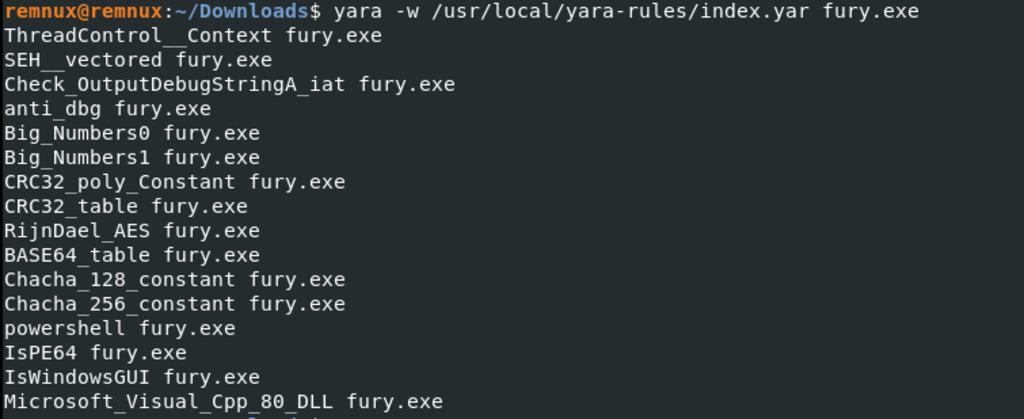 remnux@remnux:~/Downloads$ yara -w /usr/local/yara-rules/index.yar fury.exe
ThreadControl__Context fury.exe
SEH__vectored fury.exe
Check_OutputDebugStringA_iat fury.exe
anti_dbg fury.exe
Big_Numbers0 fury.exe
Big_Numbers1 fury.exe
CRC32_poly_Constant fury.exe
CRC32_table fury.exe
RijnDael_AES fury.exe
BASE64_table fury.exe
Chacha_128_constant fury.exe
Chacha_256_constant fury.exe
powershell fury.exe
IsPE64 fury.exe
IsWindowsGUI fury.exe
Microsoft_Visual_Cpp_80_DLL fury.exe